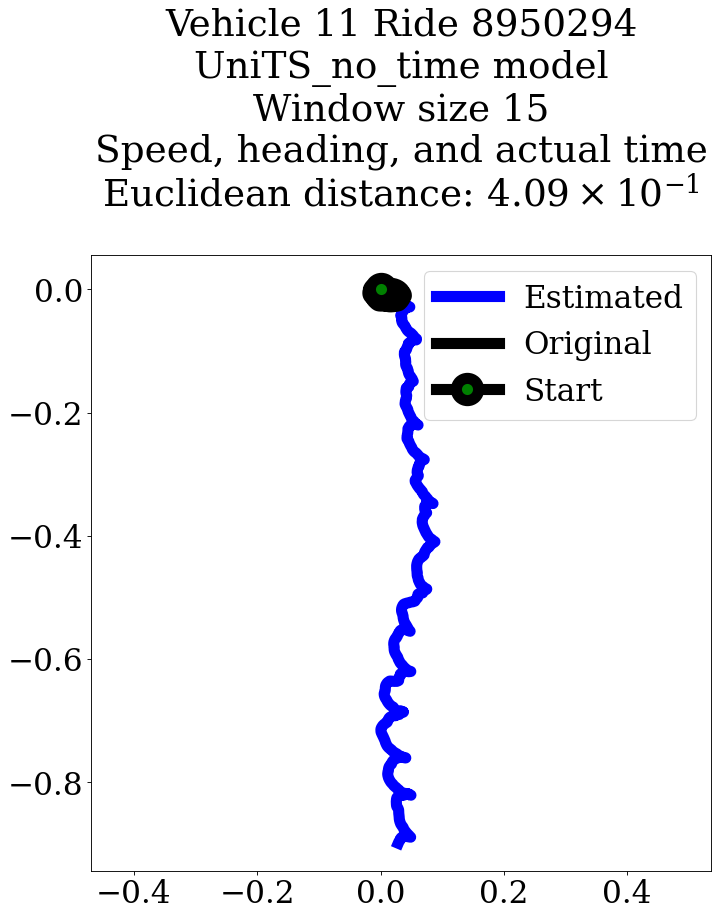 Vehicle 11 Ride 8950294
UniTS_no_time model
Window size 15
Speed, heading, and actual time
Euclidean distance: 4.09 × 10⁻¹
Estimated
Original
Start
0.0
−0.2
−0.4
−0.6
−0.8
−0.4 −0.2 0.0 0.2 0.4